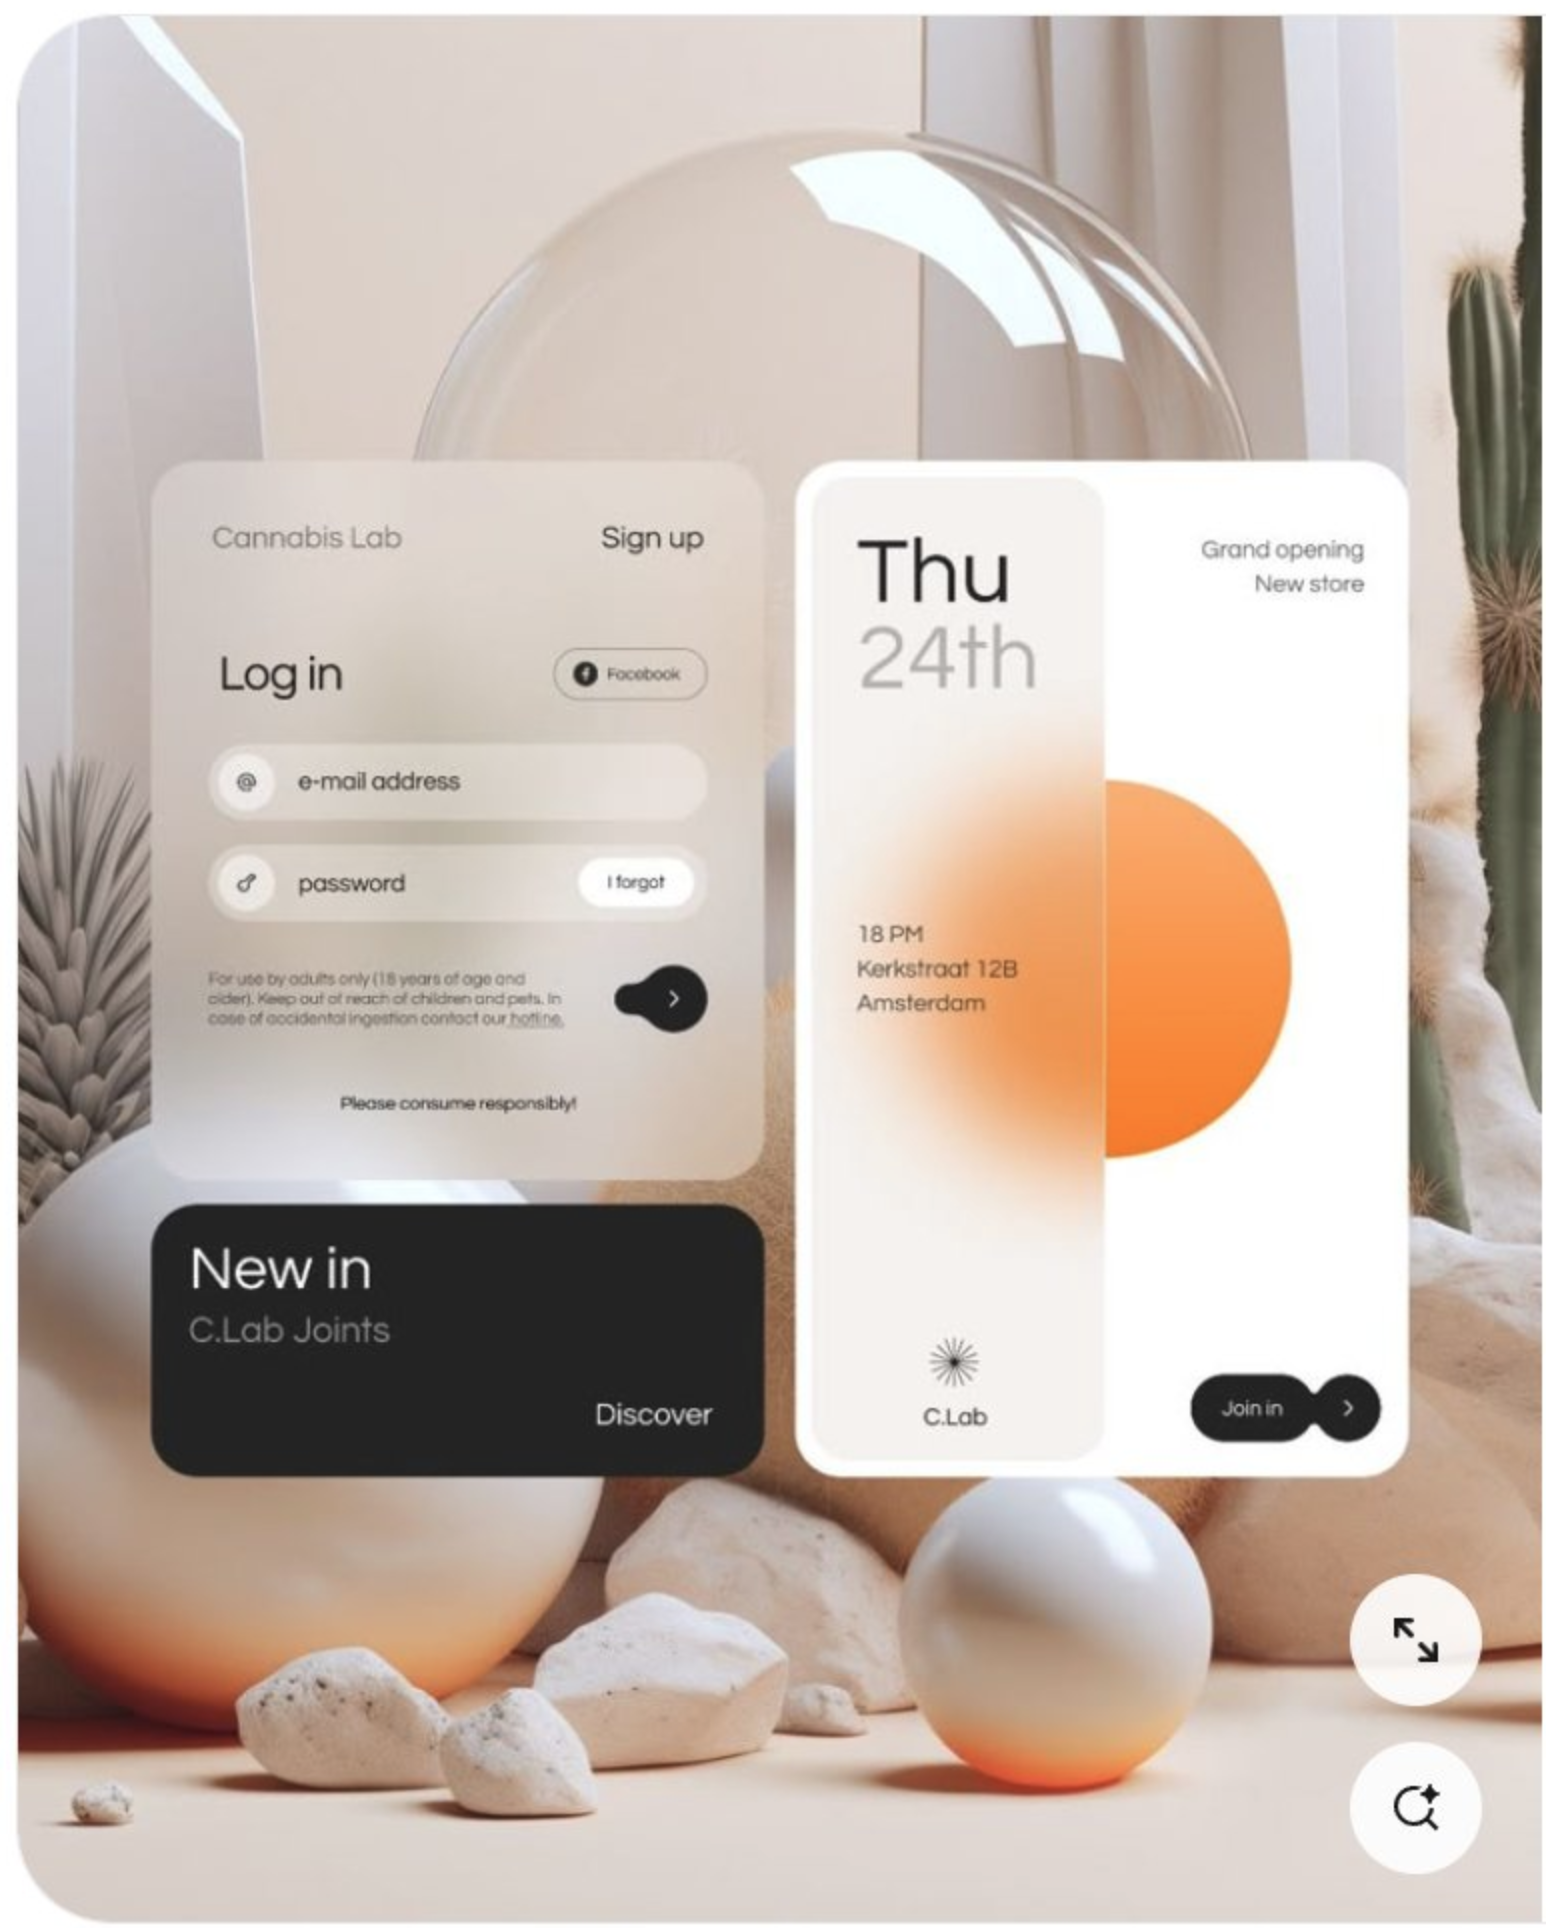 Cannabis Lab
Sign up
Log in
Facebook
e-mail address
password
I forgot
For use by adults only (18 years of age and
older). Keep out of reach of children and pets. In
case of accidental ingestion contact our hotline.
Please consume responsibly!
New in
C.Lab Joints
Discover
Thu
24th
Grand opening
New store
18 PM
Kerkstraat 12B
Amsterdam
C.Lab
Join in